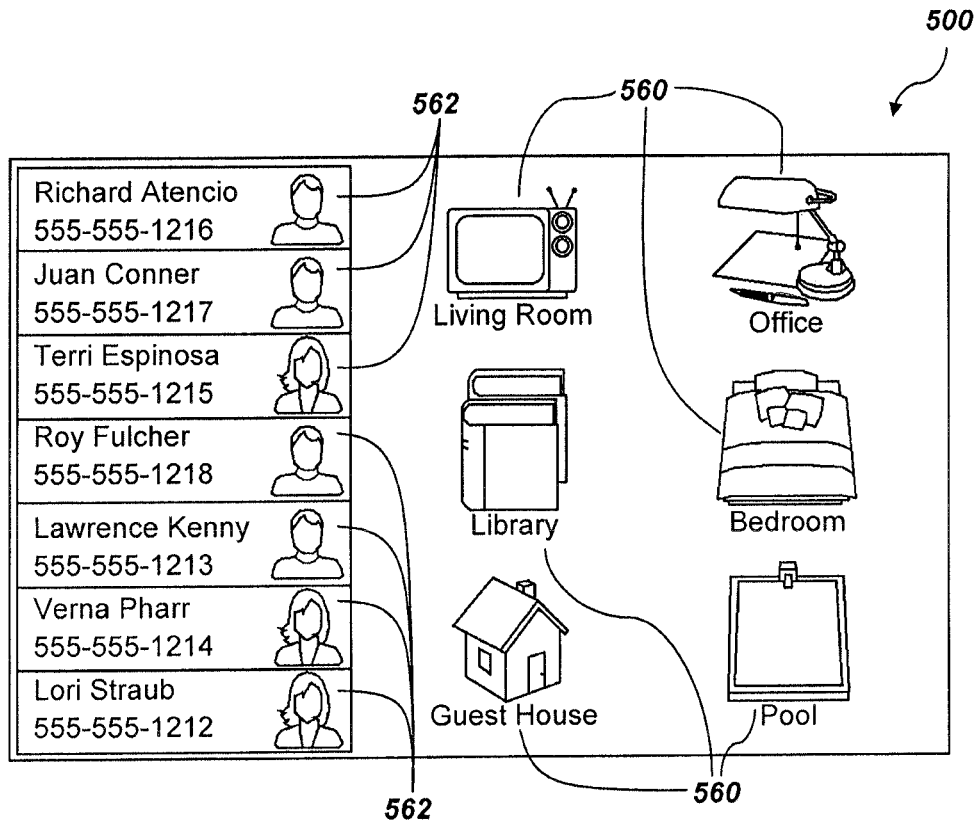 500
562
560
Richard Atencio
555-555-1216
Juan Conner
555-555-1217
Terri Espinosa
555-555-1215
Roy Fulcher
555-555-1218
Lawrence Kenny
555-555-1213
Verna Pharr
555-555-1214
Lori Straub
555-555-1212
Living Room
Office
Library
Bedroom
Guest House
Pool
562
560